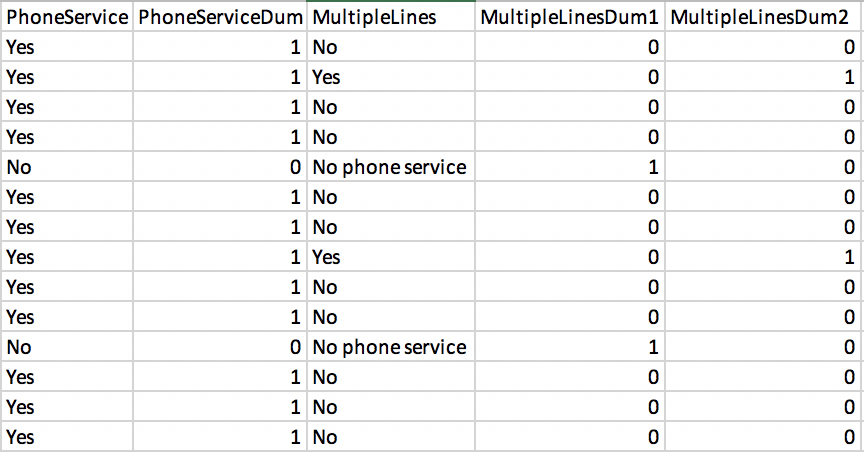 PhoneService PhoneServiceDum MultipleLines MultipleLinesDum1 MultipleLinesDum2
Yes 1 No 0 0
Yes 1 Yes 0 1
Yes 1 No 0 0
Yes 1 No 0 0
No 0 No phone service 1 0
Yes 1 No 0 0
Yes 1 No 0 0
Yes 1 Yes 0 1
Yes 1 No 0 0
Yes 1 No 0 0
No 0 No phone service 1 0
Yes 1 No 0 0
Yes 1 No 0 0
Yes 1 No 0 0